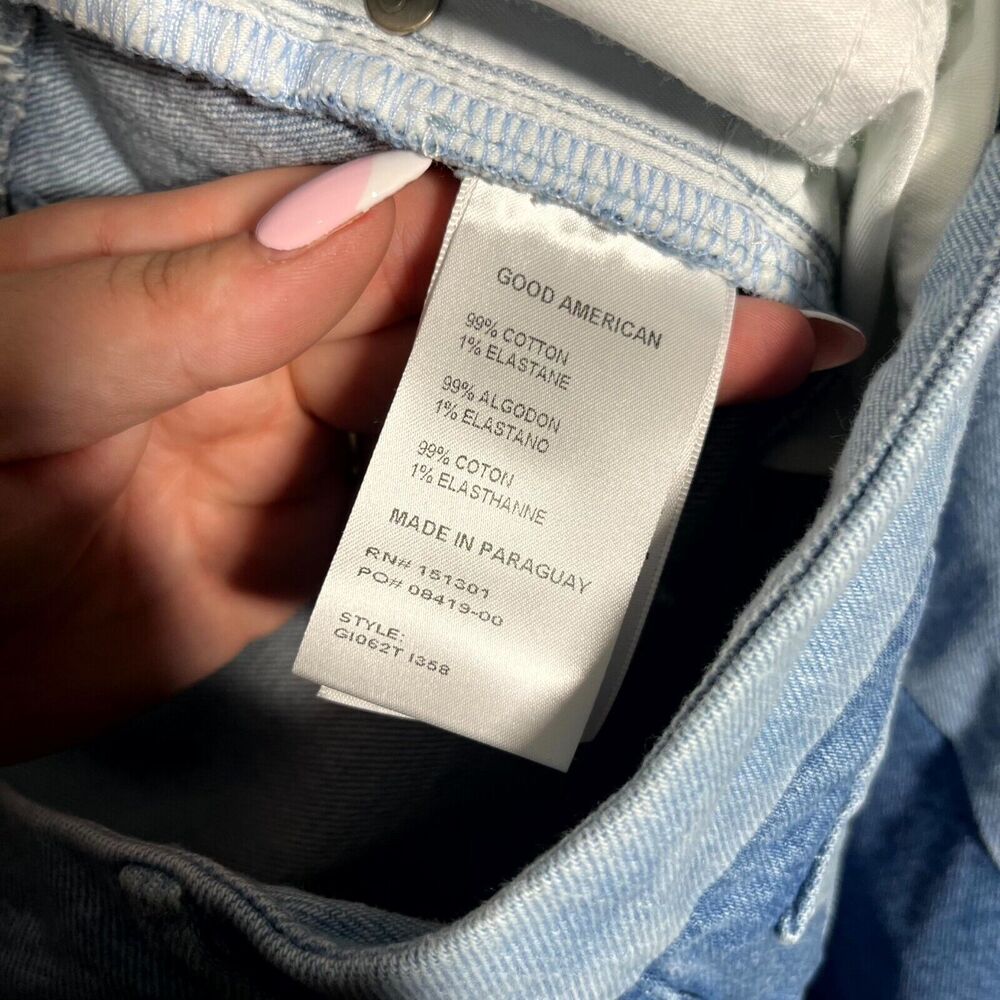 GOOD AMERICAN
99% COTTON
1% ELASTANE
99% ALGODON
1% ELASTANO
99% COTON
1% ELASTHANNE
MADE IN PARAGUAY
RN# 151301
PO# 08419-00
STYLE:
GI062T I358